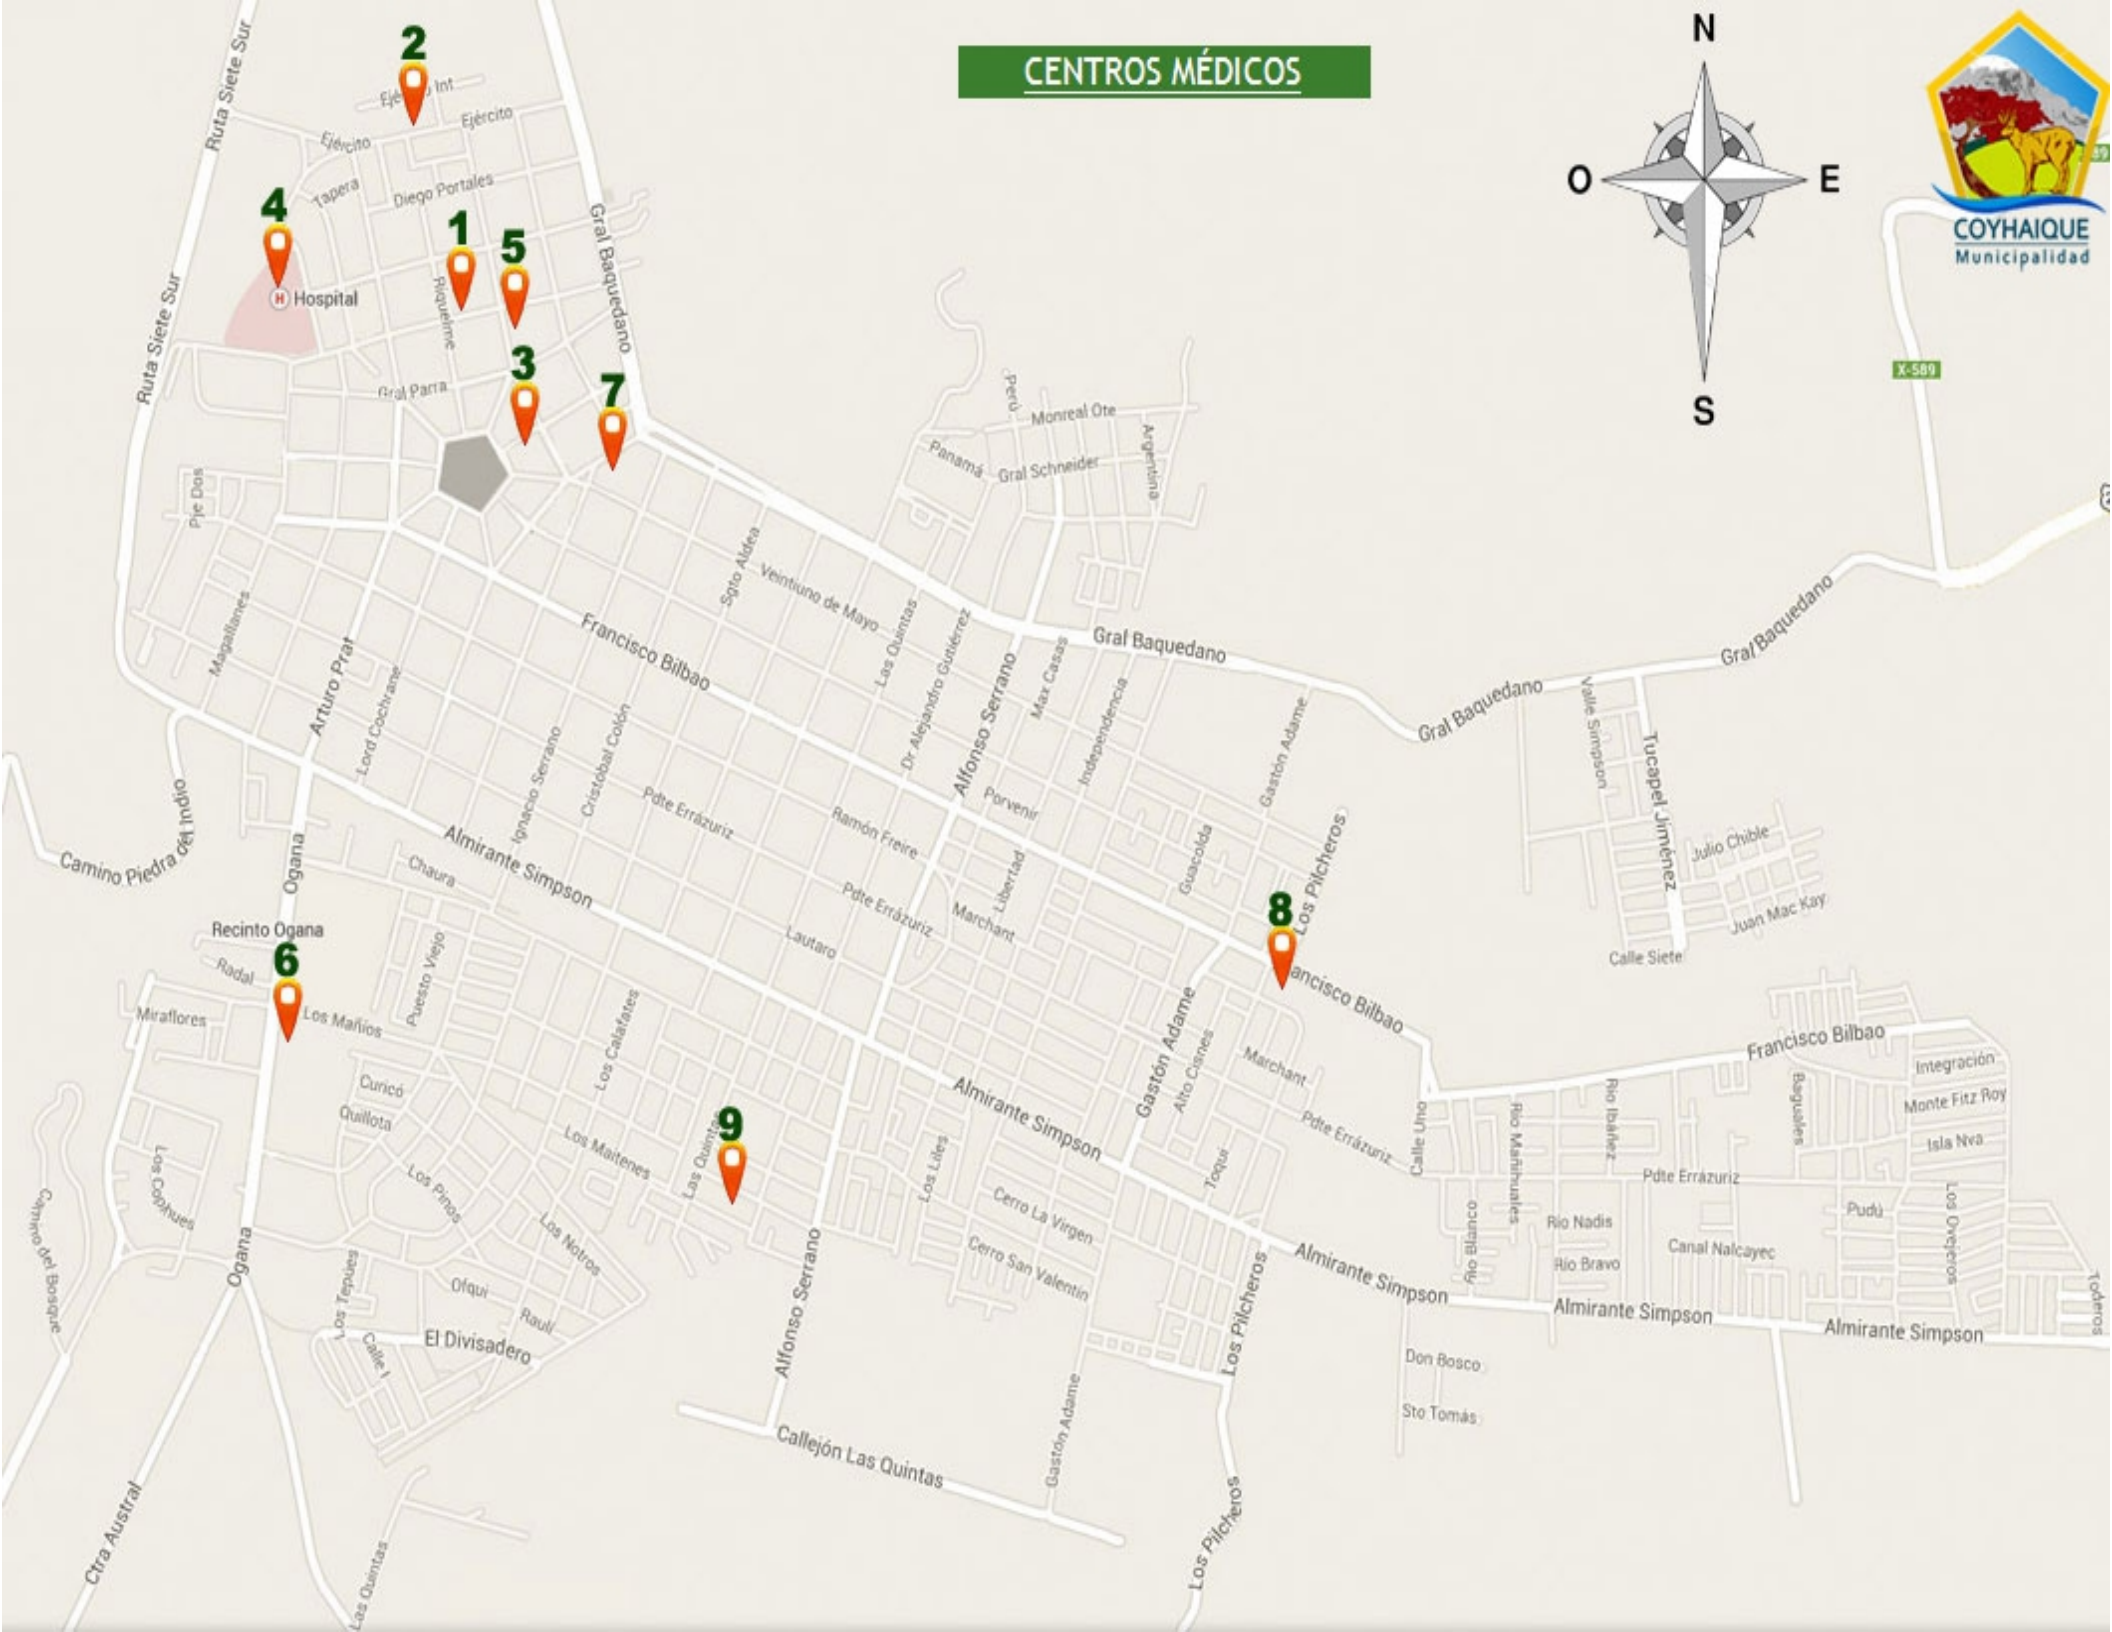 CENTROS MÉDICOS
N
O
E
S
COYHAIQUE
Municipalidad
2
Ruta Siete Sur
Int
Ejército
Ejército
Tapera
Diego Portales
4
1
5
Gral Baquedano
H
Hospital
Riquelme
Ruta Siete Sur
X-589
3
Gral Parra
7
Perú
Monreal Ote
Argentina
Panamá
Gral Schneider
Pje Dos
Sgto Aldea
Veintiuno de Mayo
Magallanes
Francisco Bilbao
Las Quintas
Dr Alejandro Gutiérrez
Arturo Prat
Lord Cochrane
Alfonso Serrano
Max Casas
Gral Baquedano
Independencia
Gastón Adame
Gral Baquedano
Gral Baquedano
Valle Simpson
Tucapel Jiménez
Ignacio Serrano
Cristóbal Colón
Pdte Errázuriz
Ramón Freire
Porvenir
Guacolda
Los Pilcheros
Julio Chible
Juan Mac Kay
Calle Siete
Camino Piedra del Indio
Ogana
Almirante Simpson
Chaura
Pdte Errázuriz
Libertad
Marchant
Lautaro
8
ancisco Bilbao
Recinto Ogana
6
Radal
Los Mañios
Puesto Viejo
Miraflores
Los Calafates
Gastón Adame
Alto Cisnes
Marchant
Francisco Bilbao
Integración
Monte Fitz Roy
Isla Nva
Baguales
Curicó
Quillota
9
Almirante Simpson
Pdte Errázuriz
Calle Uno
Río Mañihuales
Río Ibáñez
Pdte Errázuriz
Los Maitenes
Las Quintas
Los Liles
Toqui
Los Pinos
Los Copihues
Camino del Bosque
Ogana
Los Notros
Cerro La Virgen
Cerro San Valentín
Río Blanco
Río Nadis
Río Bravo
Pudú
Canal Nalcayec
Los Ovejeros
Toderos
Los Tepúes
Ofqui
Raulí
El Divisadero
Calle I
Alfonso Serrano
Los Pilcheros
Almirante Simpson
Almirante Simpson
Almirante Simpson
Don Bosco
Sto Tomás
Callejón Las Quintas
Gastón Adame
Ctra Austral
Las Quintas
Los Pilcheros